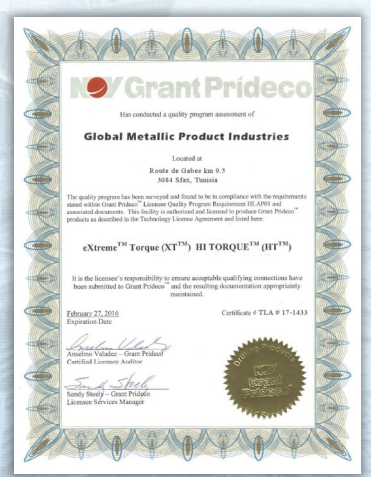 NOV Grant Prideco
Has conducted a quality program assessment of
Global Metallic Product Industries
Located at
Route de Gabes km 9.5
3084 Sfax, Tunisia
The quality program has been surveyed and found to be in compliance with the requirements
stated within Grant Prideco™ Licensee Quality Program Requirement HLAP01 and
associated documents. This facility is authorized and licensed to produce Grant Prideco™
products as described in the Technology License Agreement and listed here:
eXtreme™ Torque (XT™) HI TORQUE™ (HT™)
It is the licensee's responsibility to ensure acceptable qualifying connections have
been submitted to Grant Prideco™ and the resulting documentation appropriately
maintained.
February 27, 2016
Expiration Date
Certificate # TLA # 17-1433
Anselmo Valadez – Grant Prideco
Certified Licensee Auditor
Sandy Steely – Grant Prideco
Licensee Services Manager
NOV
Grant
Prideco